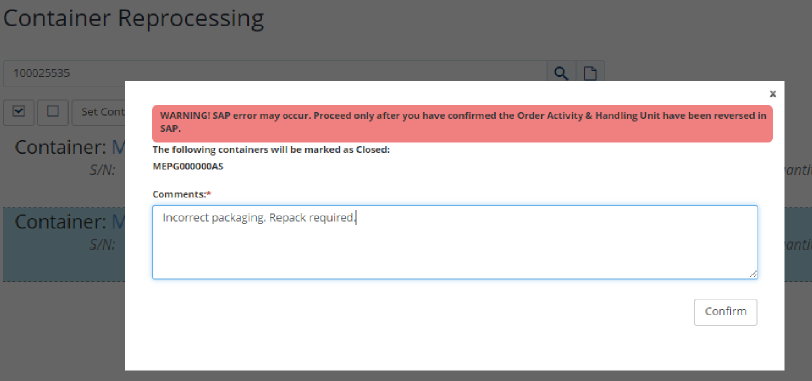 Container Reprocessing
100025535
x
Set Cont
WARNING! SAP error may occur. Proceed only after you have confirmed the Order Activity & Handling Unit have been reversed in
SAP.
Container: M
The following containers will be marked as Closed:
S/N:
MEPG000000AS
Comments:*
Container: M
Incorrect packaging. Repack required.
S/N:
Confirm